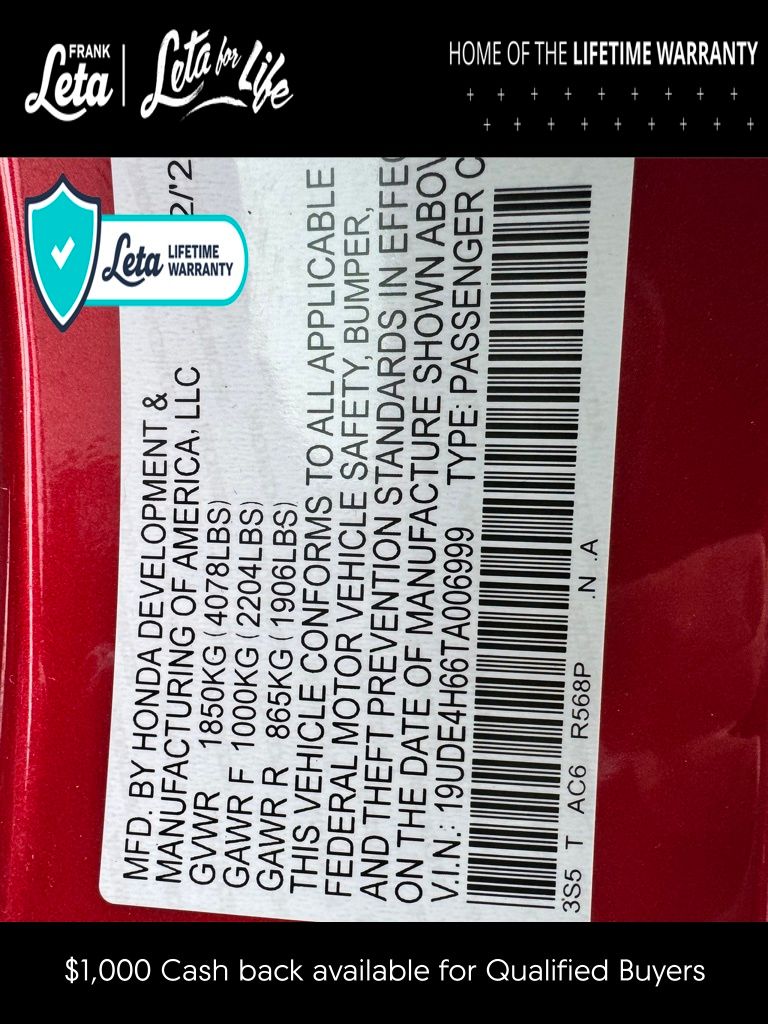 FRANK
Leta
Leta for Life
HOME OF THE LIFETIME WARRANTY
Leta LIFETIME
WARRANTY
2/'2
MFD. BY HONDA DEVELOPMENT &
MANUFACTURING OF AMERICA, LLC
GVWR 1850KG (4078LBS)
GAWR F 1000KG (2204LBS)
GAWR R 865KG (1906LBS)
THIS VEHICLE CONFORMS TO ALL APPLICABLE
FEDERAL MOTOR VEHICLE SAFETY, BUMPER,
AND THEFT PREVENTION STANDARDS IN EFFEC
ON THE DATE OF MANUFACTURE SHOWN ABOV
V.I.N.: 19UDE4H66TA006999 TYPE: PASSENGER C
3S5 T AC6 R568P .N .A
$1,000 Cash back available for Qualified Buyers